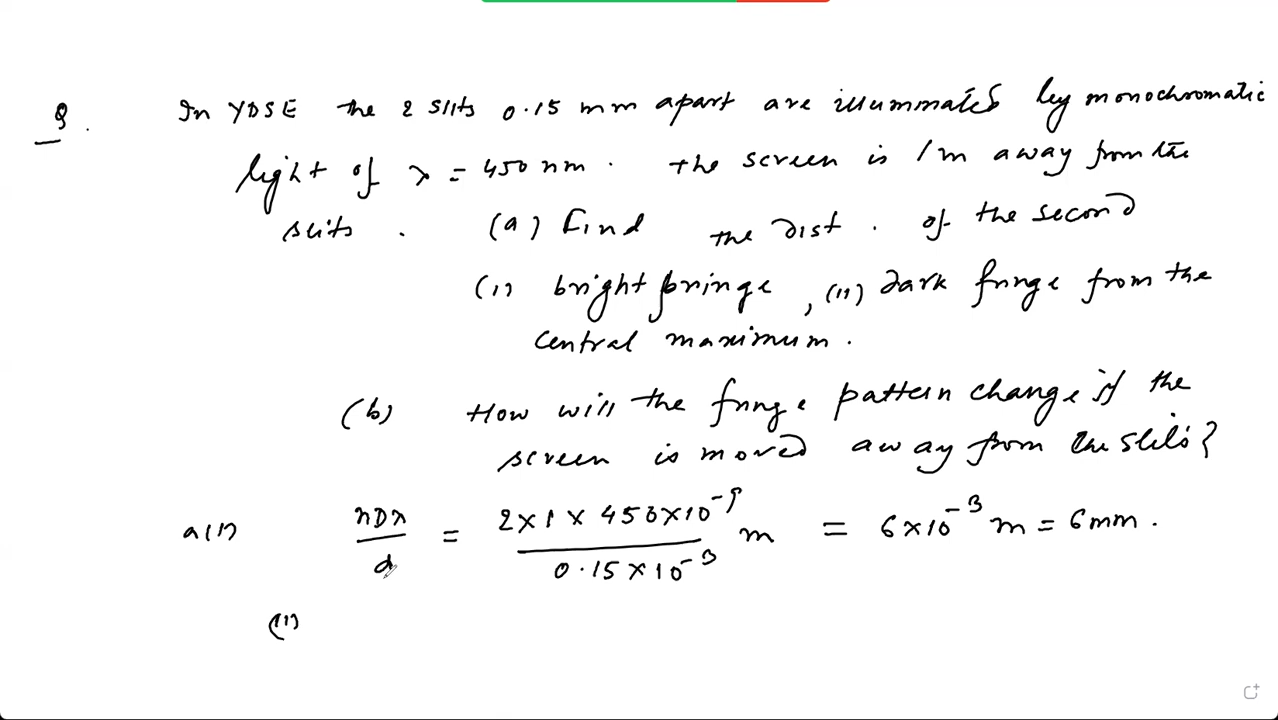 Q. In YDSE the 2 slits 0.15 mm apart are illuminated by monochromatic
light of λ = 450 nm. the screen is 1m away from the
slits. (a) Find the dist. of the second
(i) bright fringe, (ii) dark fringe from the
central maximum.
(b) How will the fringe pattern change if the
screen is moved away from the slits?
a(i) nDλ/d = 2×1×450×10⁻⁹/0.15×10⁻³ m = 6×10⁻³ m = 6mm.
(ii)